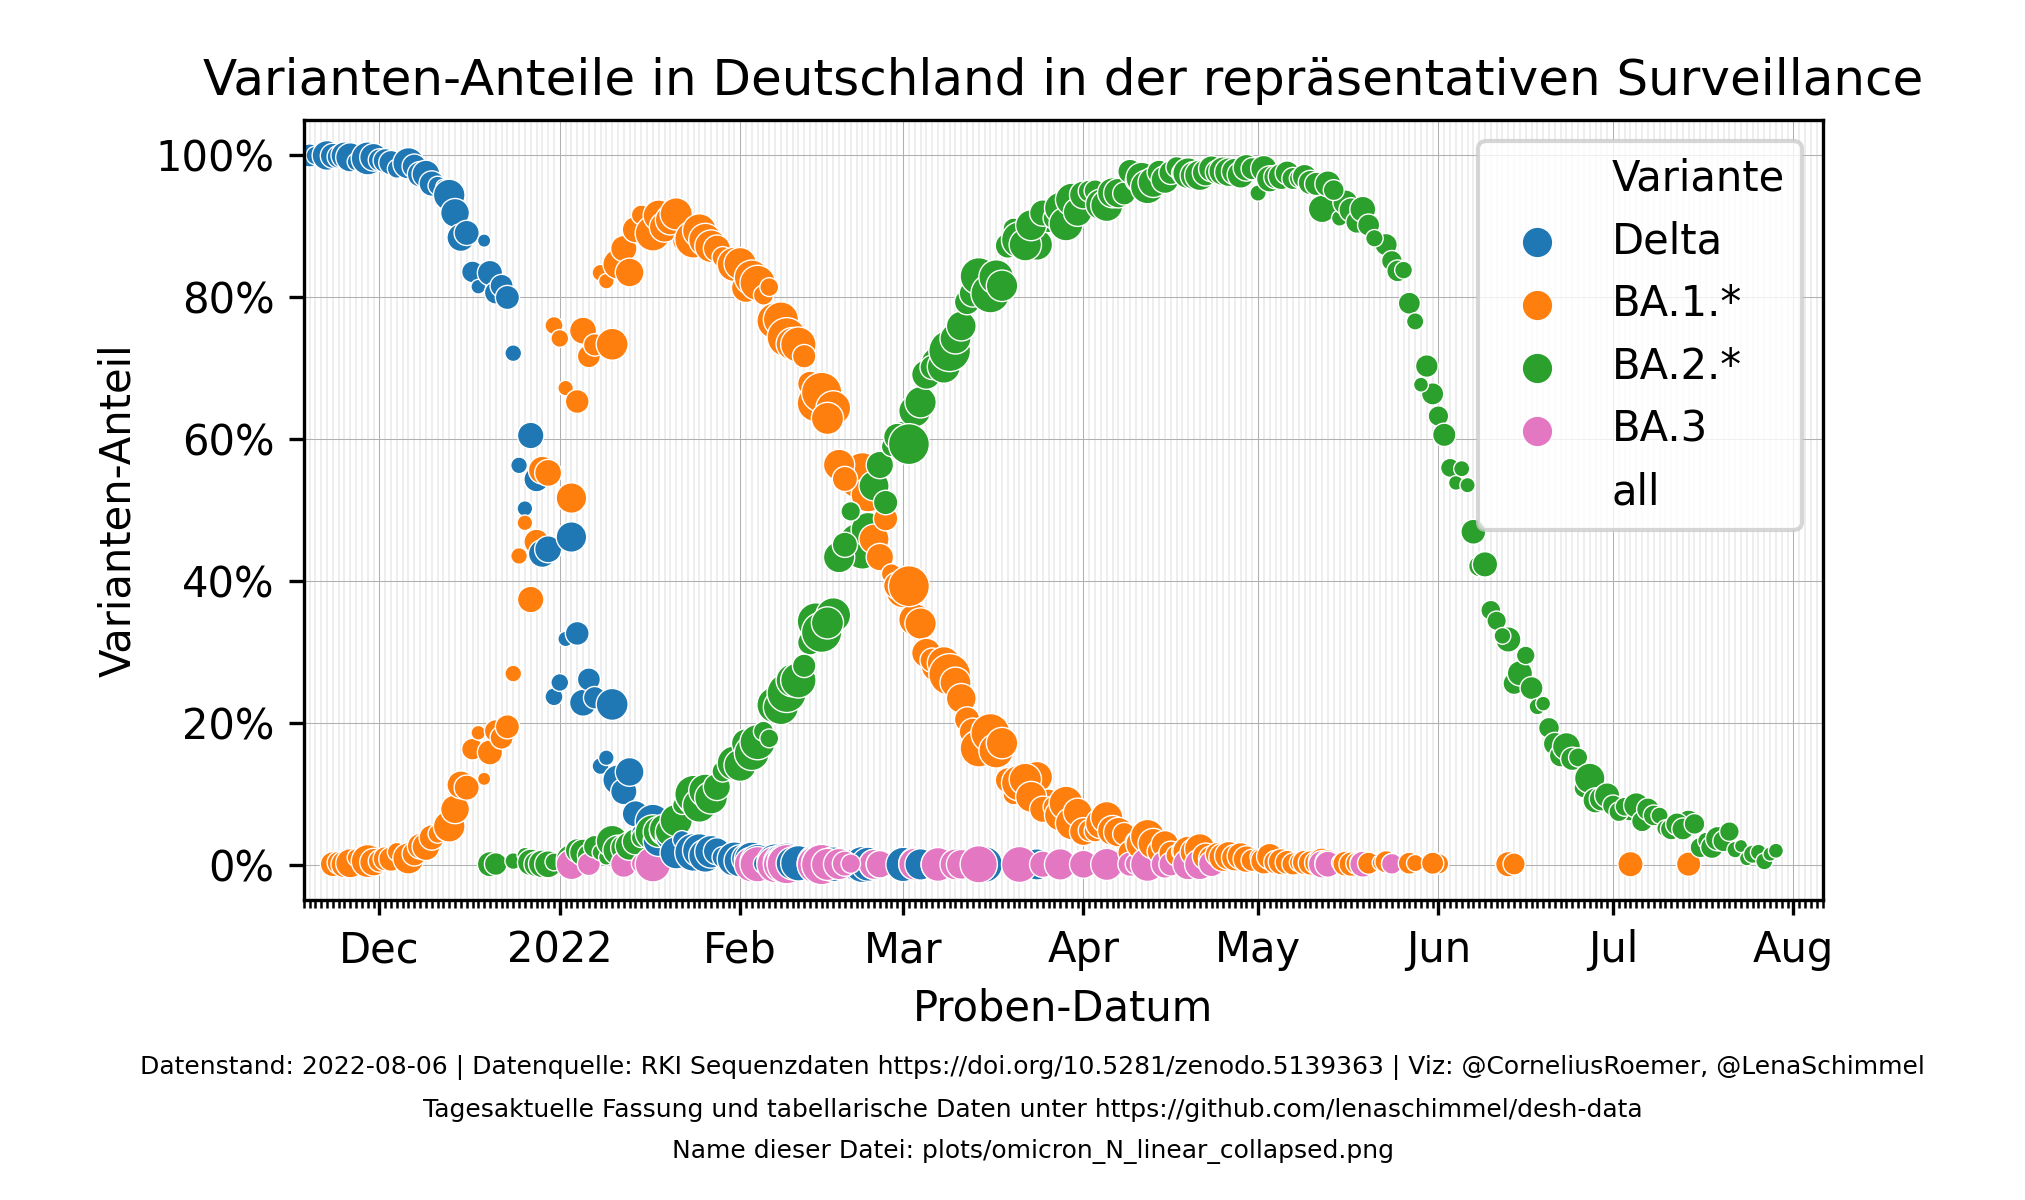 Varianten-Anteile in Deutschland in der repräsentativen Surveillance
Varianten-Anteil
100%
80%
60%
40%
20%
0%
Variante
Delta
BA.1.*
BA.2.*
BA.3
all
Dec 2022 Feb Mar Apr May Jun Jul Aug
Proben-Datum
Datenstand: 2022-08-06 | Datenquelle: RKI Sequenzdaten https://doi.org/10.5281/zenodo.5139363 | Viz: @CorneliusRoemer, @LenaSchimmel
Tagesaktuelle Fassung und tabellarische Daten unter https://github.com/lenaschimmel/desh-data
Name dieser Datei: plots/omicron_N_linear_collapsed.png